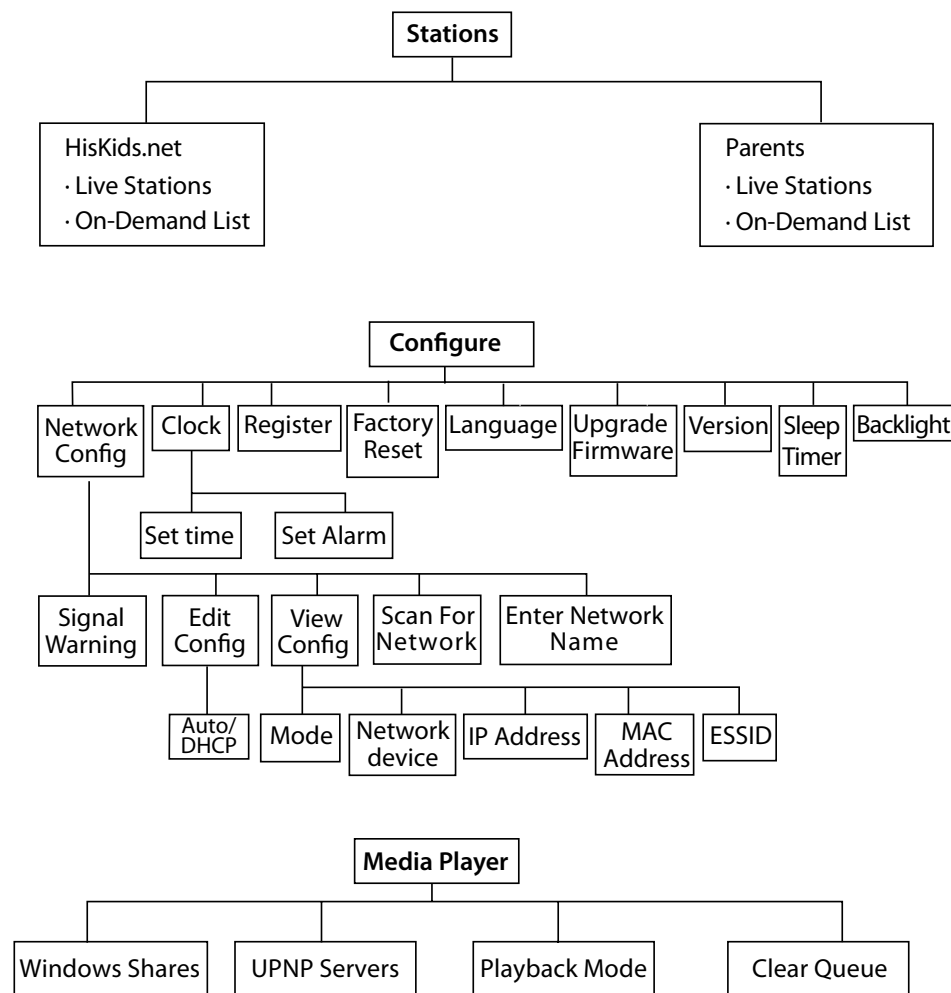 Stations
HisKids.net
· Live Stations
· On-Demand List
Parents
· Live Stations
· On-Demand List
Configure
Network
Config
Clock
Register
Factory
Reset
Language
Upgrade
Firmware
Version
Sleep
Timer
Backlight
Set time
Set Alarm
Signal
Warning
Edit
Config
View
Config
Scan For
Network
Enter Network
Name
Auto/
DHCP
Mode
Network
device
IP Address
MAC
Address
ESSID
Media Player
Windows Shares
UPNP Servers
Playback Mode
Clear Queue